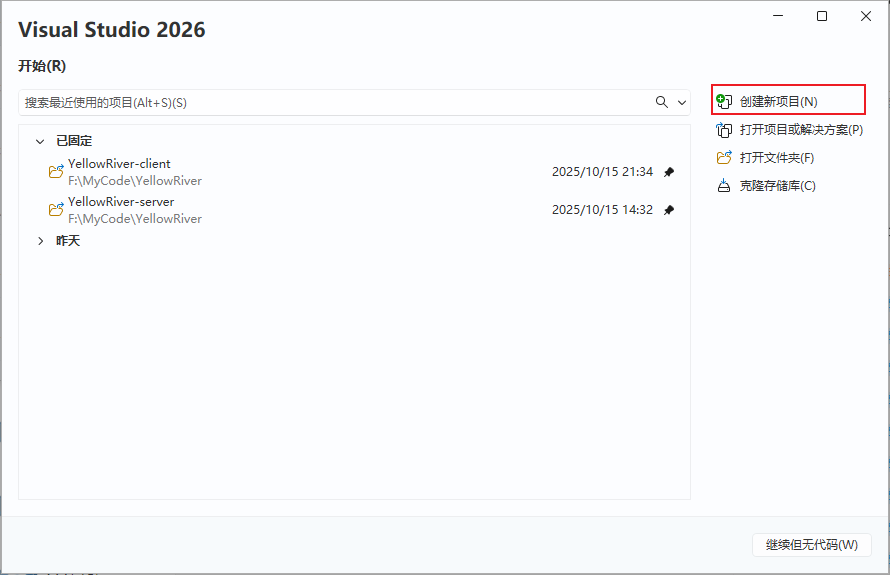 Visual Studio 2026
开始(R)
搜索最近使用的项目(Alt+S)(S)
已固定
YellowRiver-client
2025/10/15 21:34
F:\MyCode\YellowRiver
YellowRiver-server
2025/10/15 14:32
F:\MyCode\YellowRiver
昨天
创建新项目(N)
打开项目或解决方案(P)
打开文件夹(F)
克隆存储库(C)
继续但无代码(W)